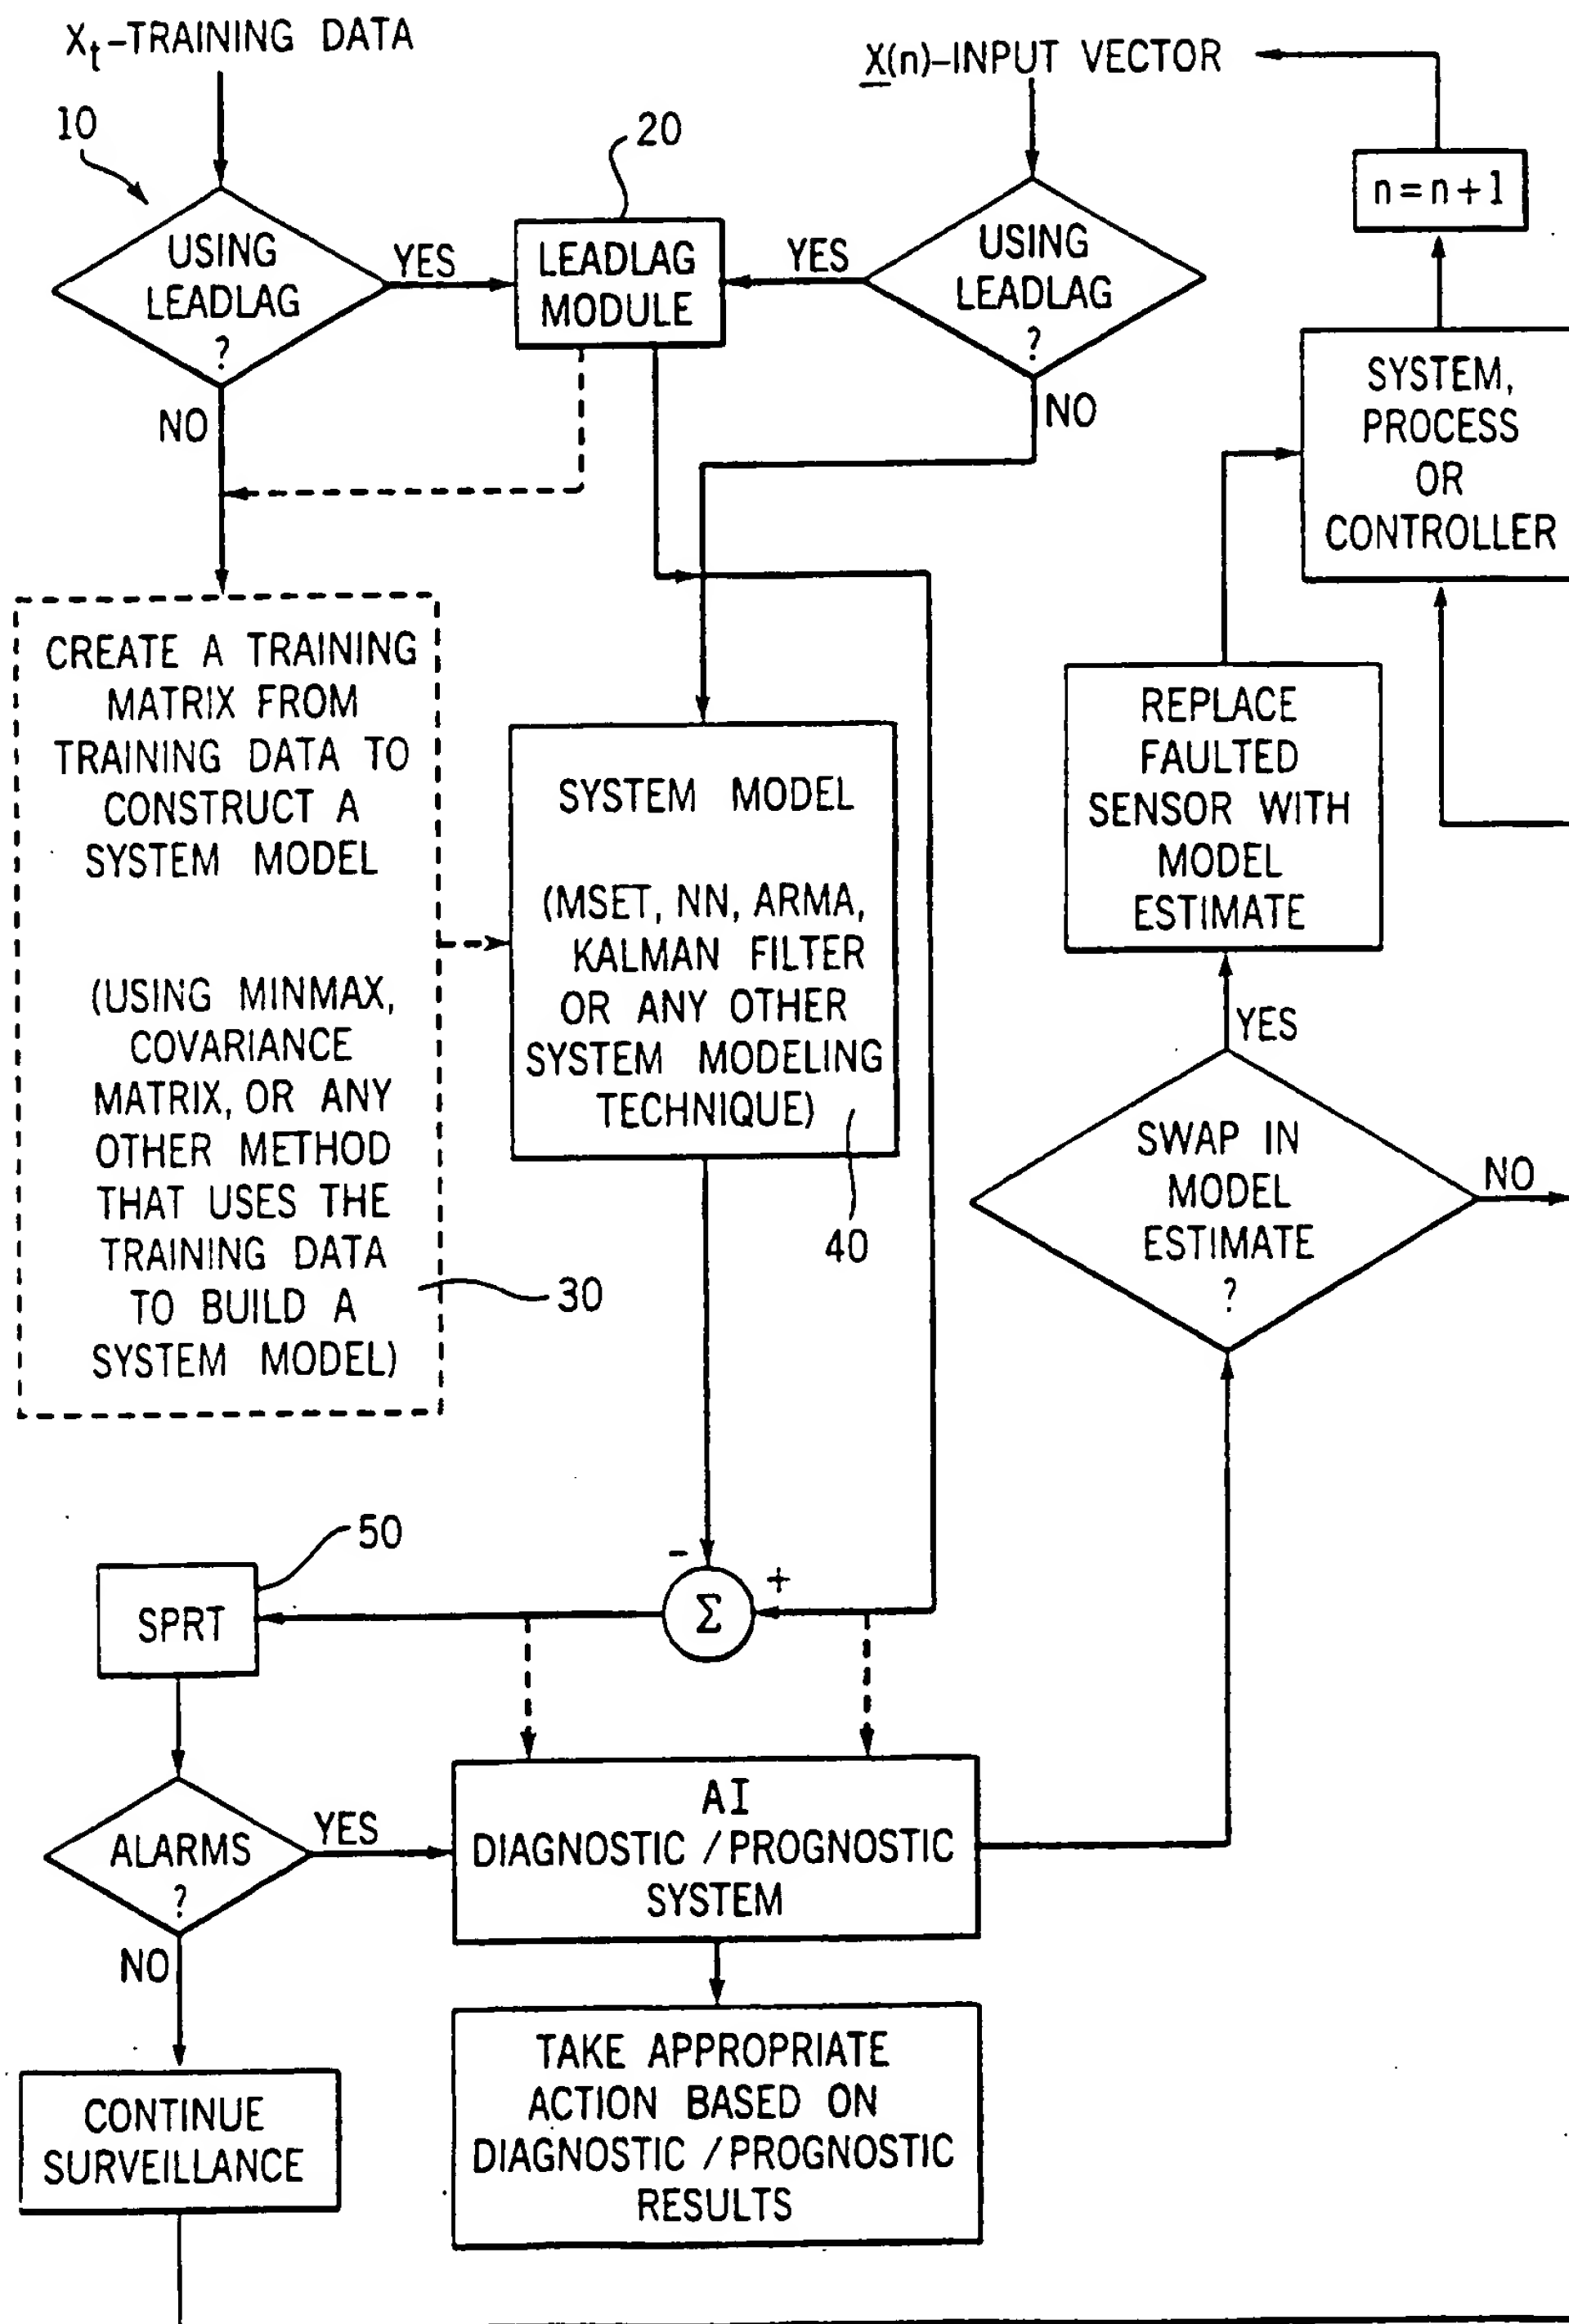 Xt–TRAINING DATA
X(n)–INPUT VECTOR
10
20
n=n+1
USING
LEADLAG
?
YES
LEADLAG
MODULE
YES
USING
LEADLAG
?
NO
NO
SYSTEM,
PROCESS
OR
CONTROLLER
CREATE A TRAINING
MATRIX FROM
TRAINING DATA TO
CONSTRUCT A
SYSTEM MODEL
(USING MINMAX,
COVARIANCE
MATRIX, OR ANY
OTHER METHOD
THAT USES THE
TRAINING DATA
TO BUILD A
SYSTEM MODEL)
30
SYSTEM MODEL
(MSET, NN, ARMA,
KALMAN FILTER
OR ANY OTHER
SYSTEM MODELING
TECHNIQUE)
40
REPLACE
FAULTED
SENSOR WITH
MODEL
ESTIMATE
YES
SWAP IN
MODEL
ESTIMATE
?
NO
50
SPRT
-
Σ
+
ALARMS
?
YES
NO
AI
DIAGNOSTIC / PROGNOSTIC
SYSTEM
CONTINUE
SURVEILLANCE
TAKE APPROPRIATE
ACTION BASED ON
DIAGNOSTIC / PROGNOSTIC
RESULTS